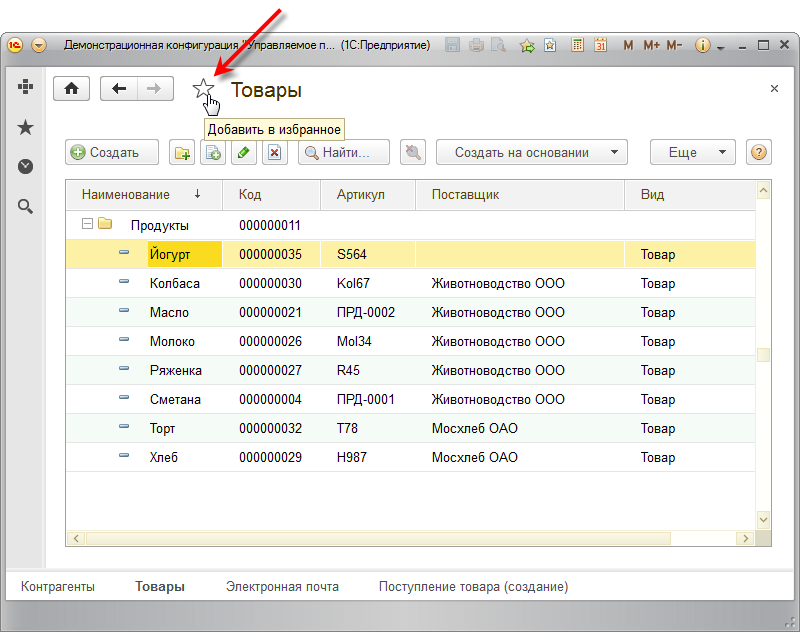 Демонстрационная конфигурация "Управляемое п... (1С:Предприятие)
M M+ M-
31
Товары
Добавить в избранное
Создать Найти... Создать на основании Еще ?
Наименование ↓ Код Артикул Поставщик Вид
Продукты 000000011
Йогурт 000000035 S564 Товар
Колбаса 000000030 Kol67 Животноводство ООО Товар
Масло 000000021 ПРД-0002 Животноводство ООО Товар
Молоко 000000026 Mol34 Животноводство ООО Товар
Ряженка 000000027 R45 Животноводство ООО Товар
Сметана 000000004 ПРД-0001 Животноводство ООО Товар
Торт 000000032 T78 Мосхлеб ОАО Товар
Хлеб 000000029 H987 Мосхлеб ОАО Товар
Контрагенты Товары Электронная почта Поступление товара (создание)